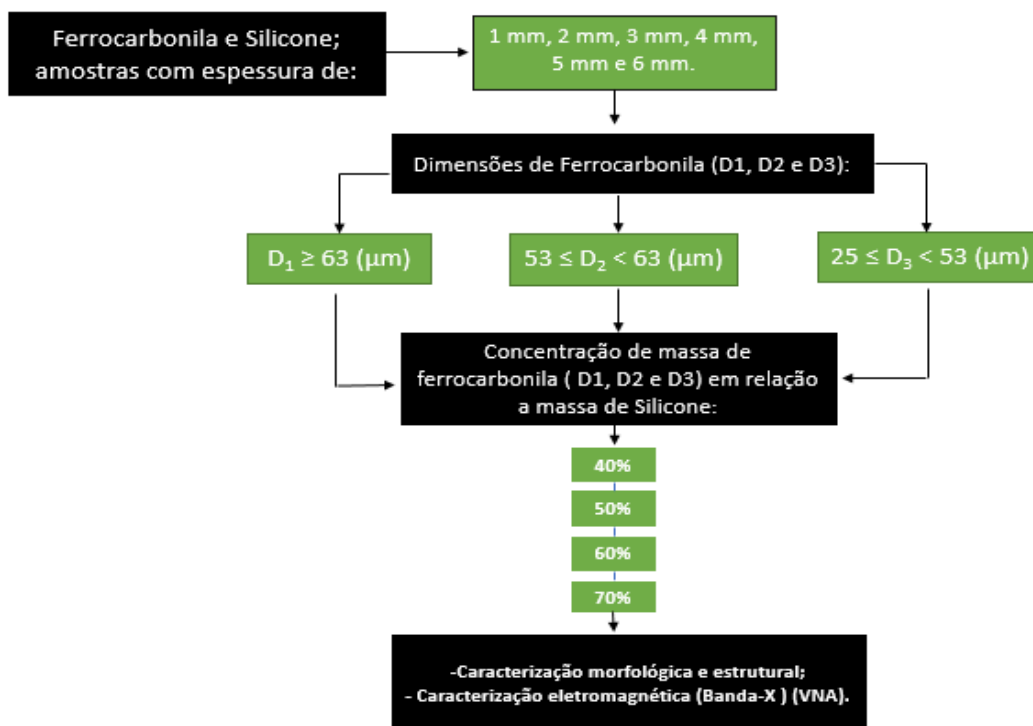 Ferrocarbonila e Silicone;
amostras com espessura de:
1 mm, 2 mm, 3 mm, 4 mm,
5 mm e 6 mm.
Dimensões de Ferrocarbonila (D1, D2 e D3):
D₁ ≥ 63 (µm)
53 ≤ D₂ < 63 (µm)
25 ≤ D₃ < 53 (µm)
Concentração de massa de
ferrocarbonila ( D1, D2 e D3) em relação
a massa de Silicone:
40%
50%
60%
70%
-Caracterização morfológica e estrutural;
- Caracterização eletromagnética (Banda-X ) (VNA).